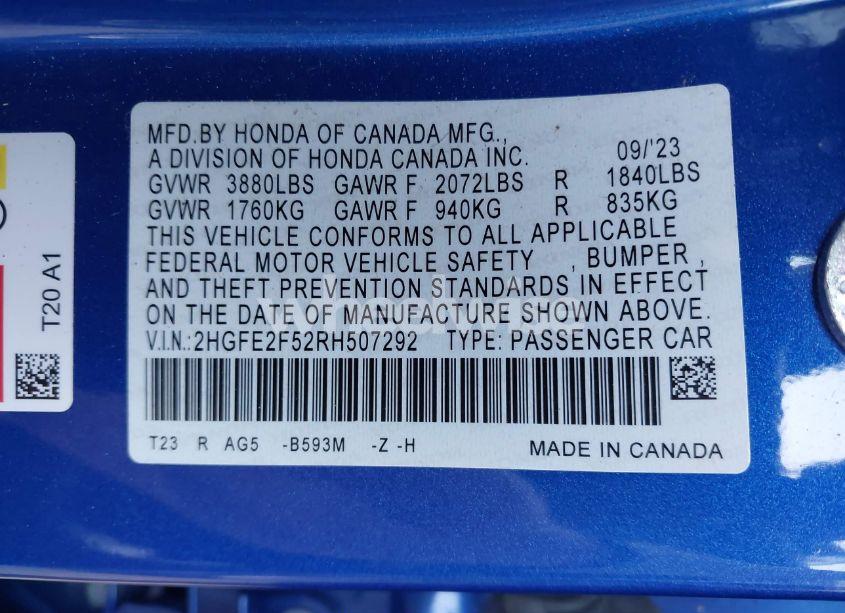 MFD.BY HONDA OF CANADA MFG.,
A DIVISION OF HONDA CANADA INC. 09/'23
GVWR 3880LBS GAWR F 2072LBS R 1840LBS
GVWR 1760KG GAWR F 940KG R 835KG
THIS VEHICLE CONFORMS TO ALL APPLICABLE
FEDERAL MOTOR VEHICLE SAFETY , BUMPER ,
AND THEFT PREVENTION STANDARDS IN EFFECT
ON THE DATE OF MANUFACTURE SHOWN ABOVE.
V.I.N.:2HGFE2F52RH507292 TYPE: PASSENGER CAR
T23 R AG5 -B593M -Z -H MADE IN CANADA
T20 A1